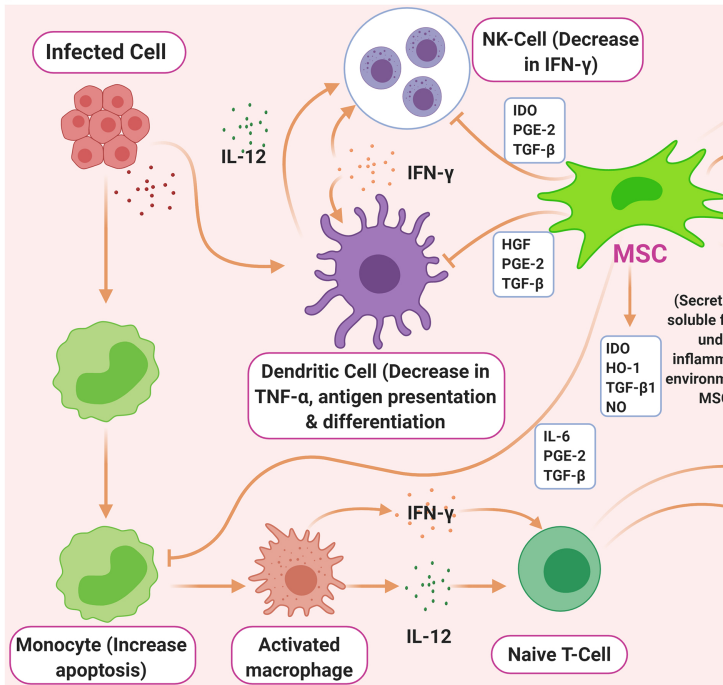 Infected Cell
NK-Cell (Decrease
in IFN-γ)
IL-12
IFN-γ
IDO
PGE-2
TGF-β
HGF
PGE-2
TGF-β
MSC
IDO
HO-1
TGF-β1
NO
soluble
Dendritic Cell (Decrease in
TNF-α, antigen presentation
& differentiation
IL-6
PGE-2
TGF-β
IFN-γ
IL-12
Monocyte (Increase
apoptosis)
Activated
macrophage
Naive T-Cell